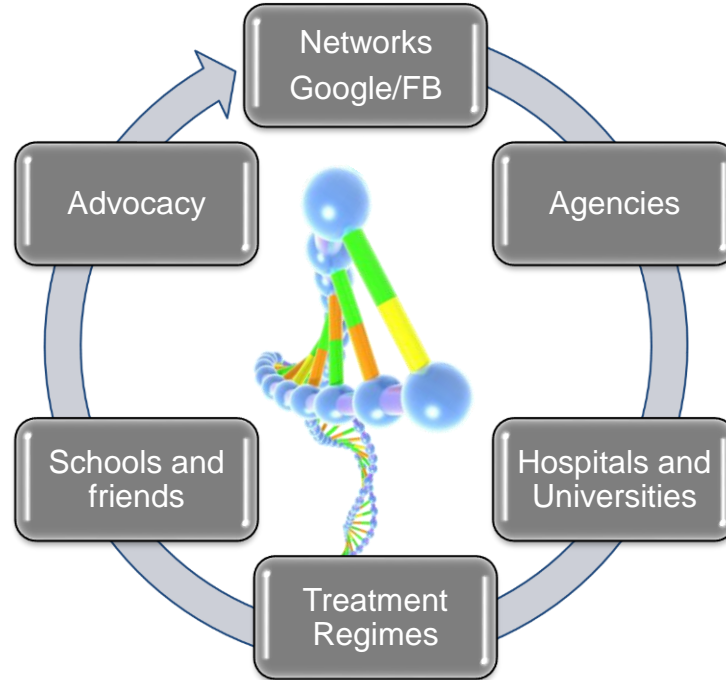 Networks
Google/FB
Agencies
Hospitals and
Universities
Treatment
Regimes
Schools and
friends
Advocacy